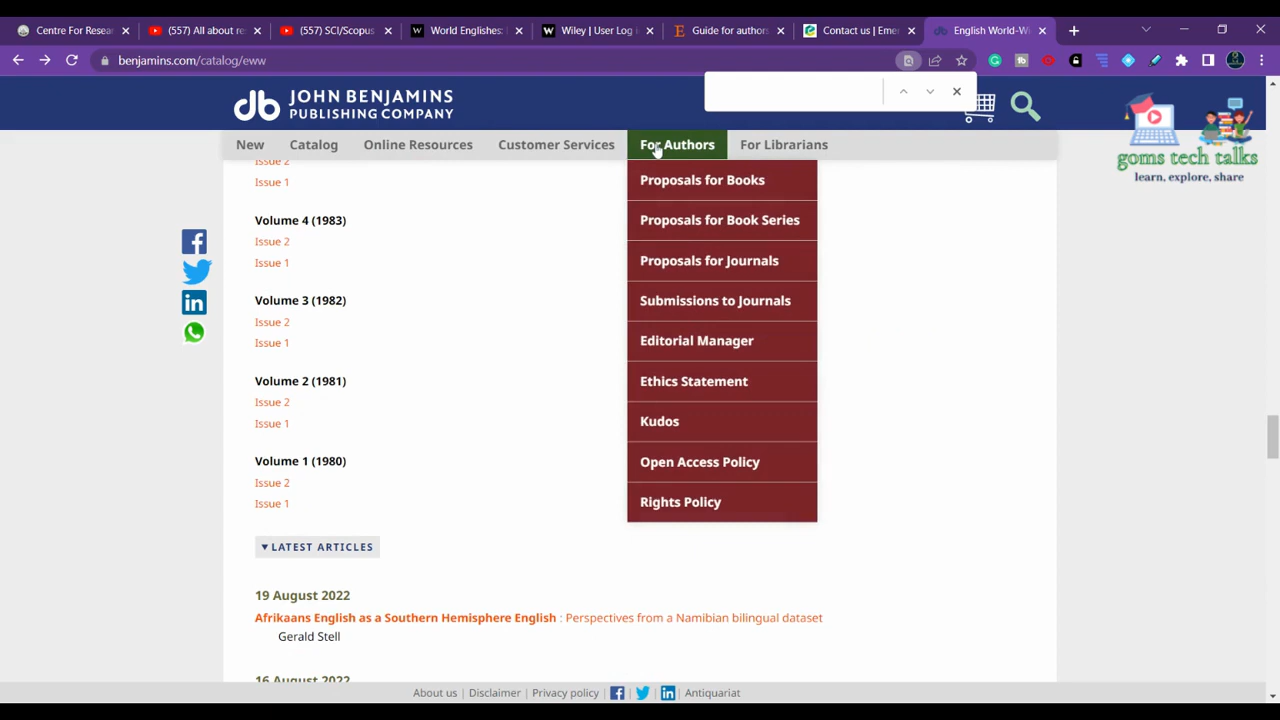 Centre For Resea
(557) All about re
(557) SCI/Scopus
World Englishes:
Wiley | User Log
Guide for authors
Contact us | Eme
English World-Wi
benjamins.com/catalog/eww
JOHN BENJAMINS
PUBLISHING COMPANY
goms tech talks
learn, explore, share
New
Catalog
Online Resources
Customer Services
For Authors
For Librarians
Issue 2
Issue 1
Volume 4 (1983)
Issue 2
Issue 1
Volume 3 (1982)
Issue 2
Issue 1
Volume 2 (1981)
Issue 2
Issue 1
Volume 1 (1980)
Issue 2
Issue 1
Proposals for Books
Proposals for Book Series
Proposals for Journals
Submissions to Journals
Editorial Manager
Ethics Statement
Kudos
Open Access Policy
Rights Policy
▾ LATEST ARTICLES
19 August 2022
Afrikaans English as a Southern Hemisphere English : Perspectives from a Namibian bilingual dataset
Gerald Stell
16 August 2022
About us | Disclaimer | Privacy policy | Antiquariat